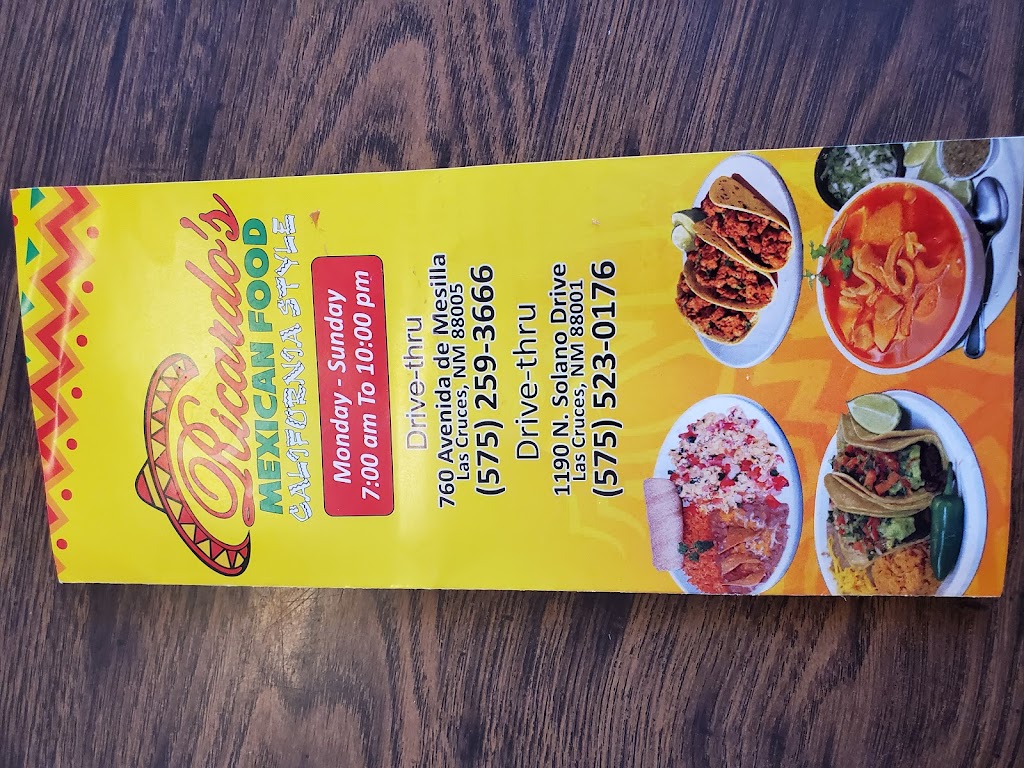 Ricardo's
MEXICAN FOOD
CALIFORNIA STYLE
Monday - Sunday
7:00 am To 10:00 pm
Drive-thru
760 Avenida de Mesilla
Las Cruces, NM 88005
(575) 259-3666
Drive-thru
1190 N. Solano Drive
Las Cruces, NM 88001
(575) 523-0176